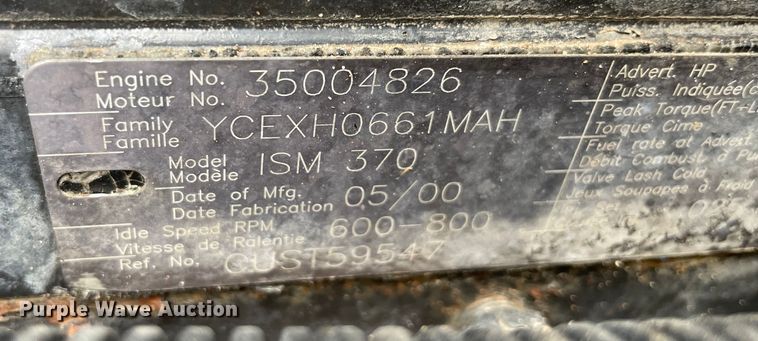 Engine No. 35004826
Moteur No.
Family YCEXH0661MAH
Famille
Model ISM 370
Modèle
Date of Mfg. 05/00
Date Fabrication
Idle Speed RPM 600-800
Vitesse de Ralentie
Ref. No. CUST59547
Advert. HP
Puiss. Indiquée(c
Peak Torque(FT-L
Torque Cime
Fuel rate at Advert.
Débit Combust. à Pu
Valve Lash Cold
Jeux Soupapes à Froid
Purple Wave Auction